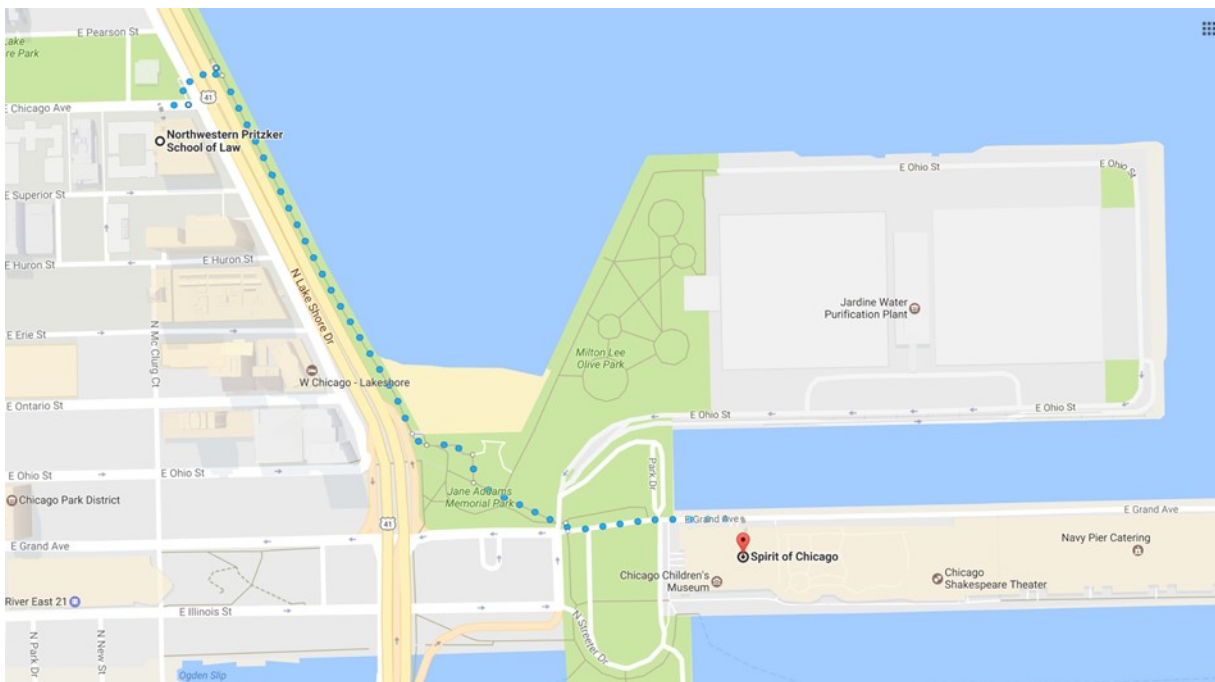 E Pearson St
Lake
re Park
41
E Chicago Ave
Northwestern Pritzker
School of Law
E Ohio St
E Ohio St
E Superior St
E Huron St
E Huron St
N Lake Shore Dr
Jardine Water
Purification Plant
N Mc Clurg Ct
E Erie St
Milton Lee
Olive Park
W Chicago - Lakeshore
E Ontario St
E Ohio St
E Ohio St
E Ohio St
E Ohio St
Park Dr
Chicago Park District
Jane Addams
Memorial Park
41
E Grand Ave
E Grand Ave
E Grand Ave
Spirit of Chicago
Navy Pier Catering
Chicago Children's
Museum
Chicago
Shakespeare Theater
River East 21
E Illinois St
N Streeter Dr
N Park Dr
N New St
Ogden Slip